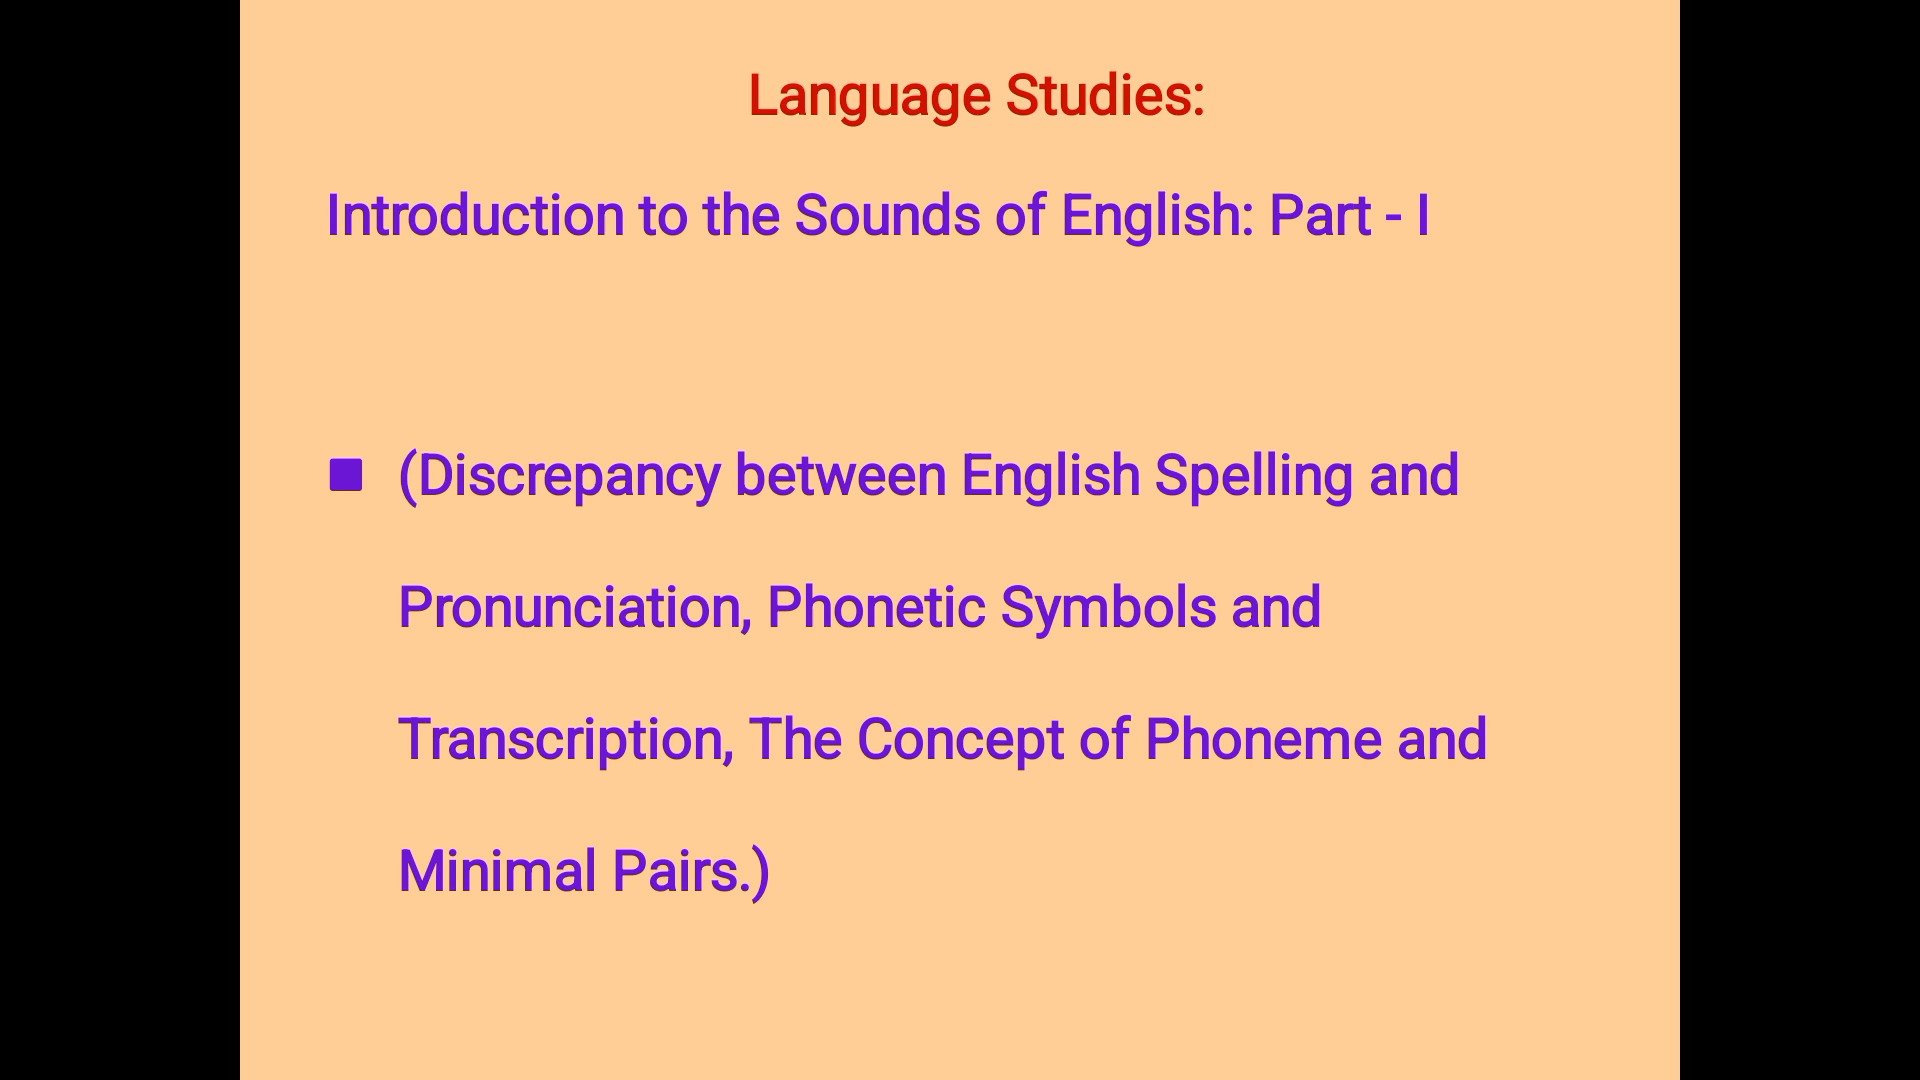 Language Studies:
Introduction to the Sounds of English: Part - I
(Discrepancy between English Spelling and
Pronunciation, Phonetic Symbols and
Transcription, The Concept of Phoneme and
Minimal Pairs.)